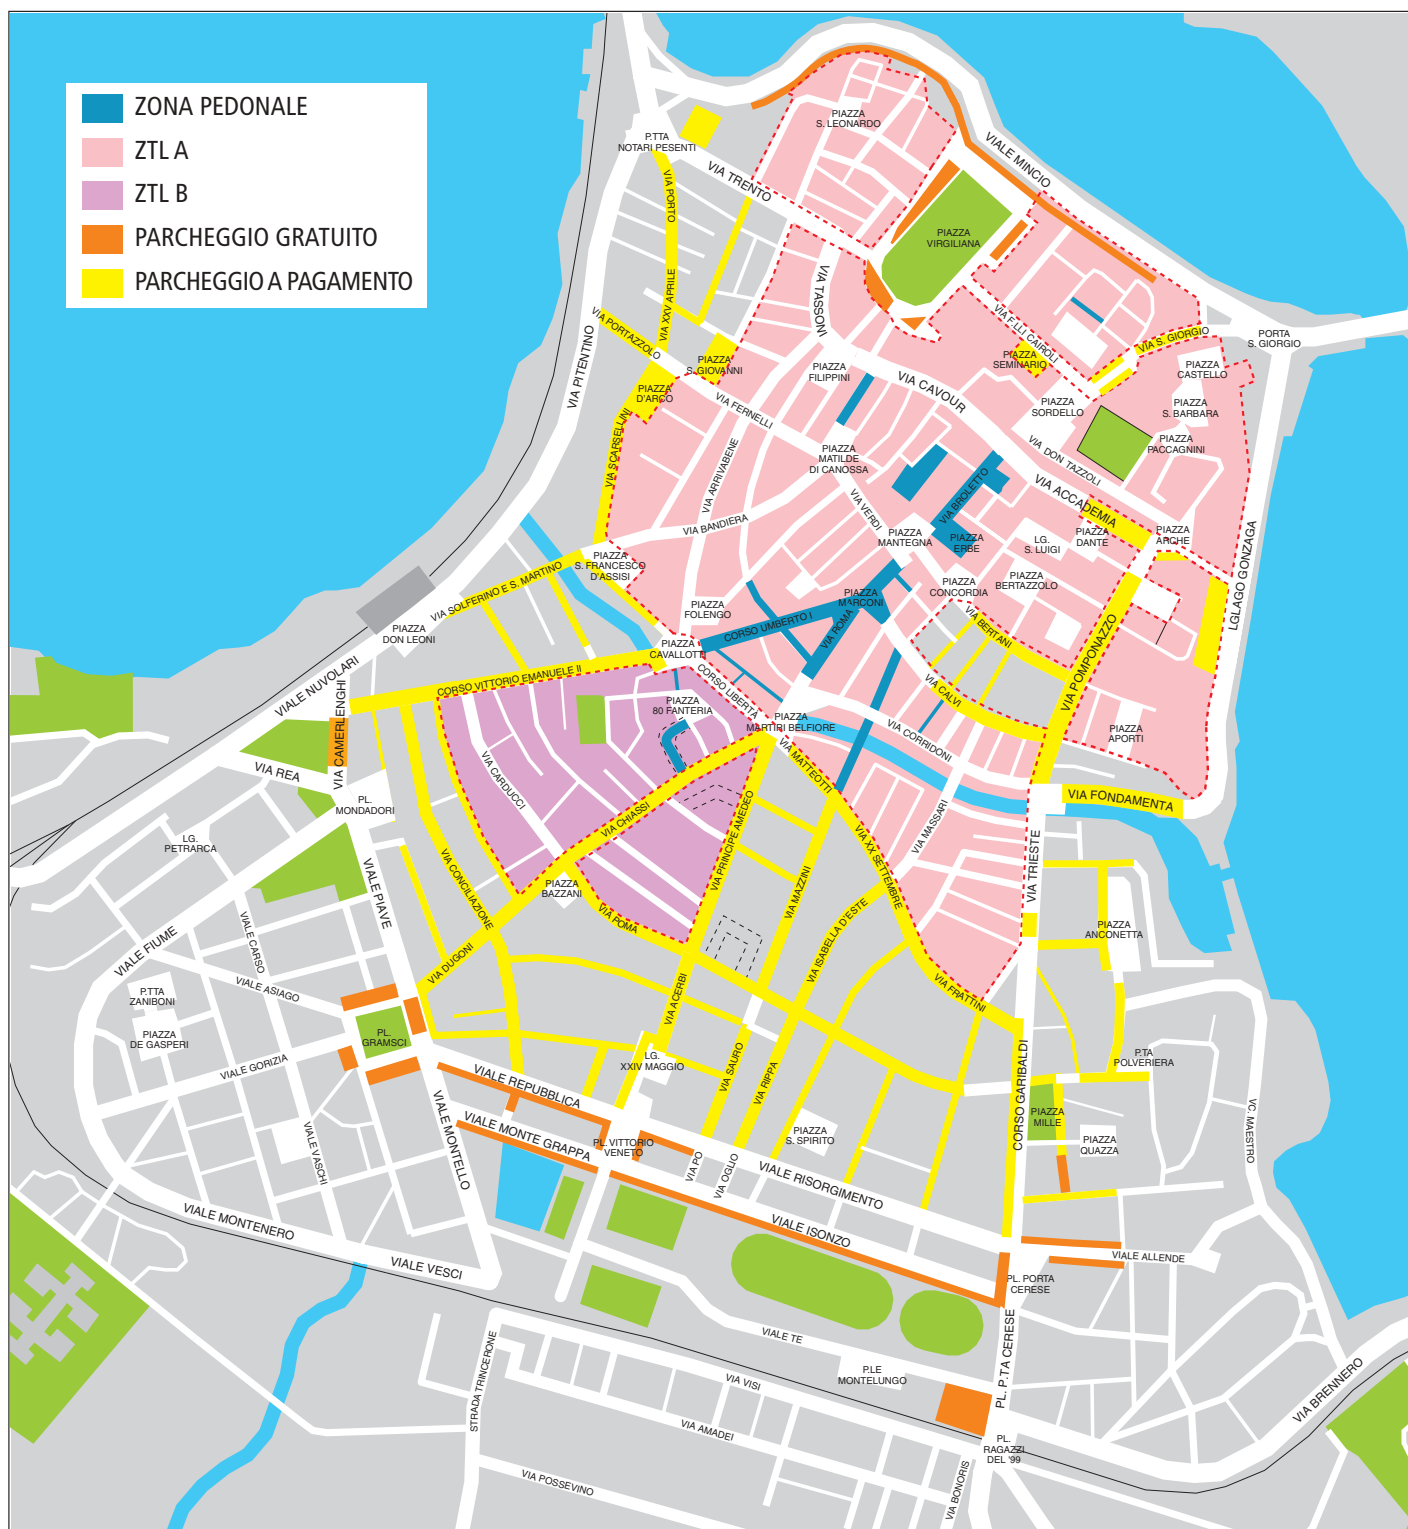 ZONA PEDONALE
ZTL A
ZTL B
PARCHEGGIO GRATUITO
PARCHEGGIO A PAGAMENTO
PIAZZA
S. LEONARDO
P.TTA
NOTARI PESENTI
VIALE MINCIO
VIA TRENTO
VIA PORTO
PIAZZA
VIRGILIANA
VIA TASSONI
VIA XXV APRILE
VIA PORTAZZOLO
VIA PITENTINO
VIA F.LLI CAIROLI
VIA S. GIORGIO
PORTA
S. GIORGIO
PIAZZA
S. GIOVANNI
PIAZZA
FILIPPINI
PIAZZA
SEMINARIO
PIAZZA
CASTELLO
PIAZZA
D'ARCO
VIA CAVOUR
VIA FERNELLI
PIAZZA
SORDELLO
PIAZZA
S. BARBARA
VIA SCARSELLINI
VIA ARRIVABENE
PIAZZA
MATILDE
DI CANOSSA
PIAZZA
PACCAGNINI
VIA DON TAZZOLI
VIA BROLETTO
VIA ACCADEMIA
VIA VERDI
VIA BANDIERA
PIAZZA
MANTEGNA
PIAZZA
ERBE
LG.
S. LUIGI
PIAZZA
DANTE
PIAZZA
ARCHE
LGLAGO GONZAGA
PIAZZA
S. FRANCESCO
D'ASSISI
VIA SOLFERINO E S. MARTINO
PIAZZA
CONCORDIA
PIAZZA
BERTAZZOLO
PIAZZA
MARCONI
PIAZZA
FOLENGO
PIAZZA
DON LEONI
CORSO UMBERTO I
VIA ROMA
VIA BERTANI
VIA POMPONAZZO
PIAZZA
CAVALLOTTI
VIALE NUVOLARI
CORSO VITTORIO EMANUELE II
CORSO LIBERTÀ
VIA CALVI
VIA CAMERLENGHI
PIAZZA
80 FANTERIA
PIAZZA
MARTIRI BELFIORE
VIA CORRIDONI
PIAZZA
APORTI
VIA REA
VIA CARDUCCI
VIA MATTEOTTI
VIA FONDAMENTA
PL.
MONDADORI
VIA CHIASSI
VIA PRINCIPE AMEDEO
VIA MASSARI
LG.
PETRARCA
VIA CONCILIAZIONE
VIA XX SETTEMBRE
VIA TRIESTE
VIALE PIAVE
PIAZZA
BAZZANI
VIA MAZZINI
VIA POMA
VIA ISABELLA D'ESTE
PIAZZA
ANCONETTA
VIALE FIUME
VIALE CARSO
VIA DUGONI
VIALE ASIAGO
P.TTA
ZANIBONI
VIA ACERBI
VIA FRATTINI
PIAZZA
DE GASPERI
PL.
GRAMSCI
LG.
XXIV MAGGIO
VIA SAURO
VIA RIPPA
CORSO GARIBALDI
P.TA
POLVERIERA
VIALE GORIZIA
VIALE REPUBBLICA
VIALE MONTE GRAPPA
VIALE MONTELLO
PL. VITTORIO
VENETO
PIAZZA
S. SPIRITO
PIAZZA
MILLE
PIAZZA
QUAZZA
VC. MAESTRO
VIALE VASCHI
VIA PO
VIA OGLIO
VIALE RISORGIMENTO
VIALE ISONZO
VIALE MONTENERO
VIALE VESCI
VIALE ALLENDE
PL. PORTA
CERESE
VIALE TE
STRADA TRINCERONE
P.LE
MONTELUNGO
PL. P.TA CERESE
VIA VISI
VIA BRENNERO
VIA AMADEI
PL.
RAGAZZI
DEL '99
VIA POSSEVINO
VIA BONORIS